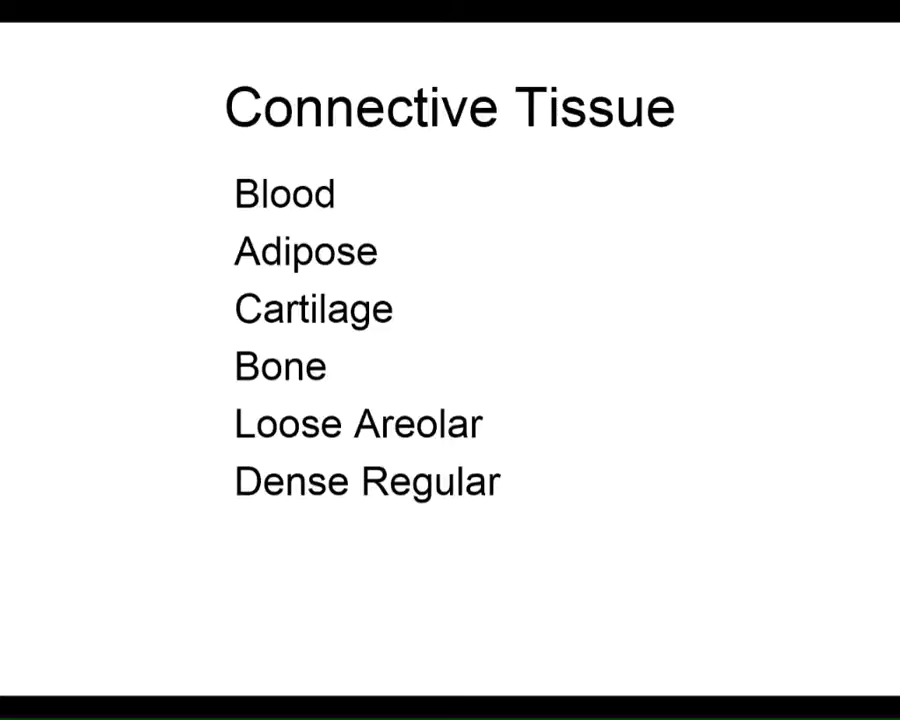 Connective Tissue
Blood
Adipose
Cartilage
Bone
Loose Areolar
Dense Regular